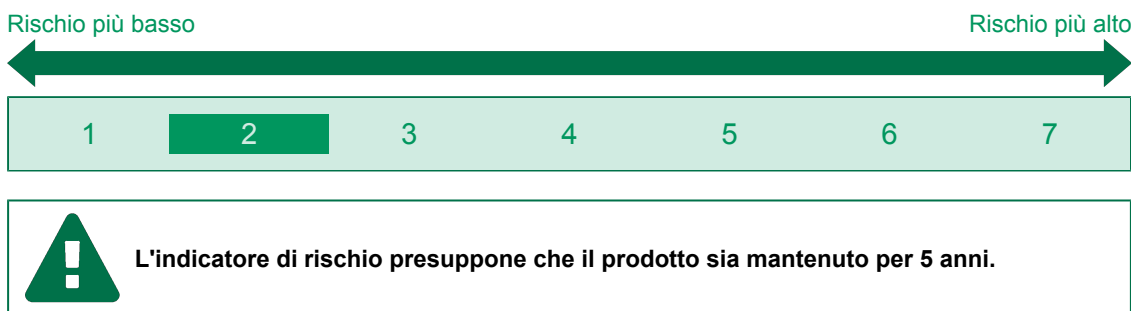 Rischio più basso Rischio più alto
1 2 3 4 5 6 7
L'indicatore di rischio presuppone che il prodotto sia mantenuto per 5 anni.